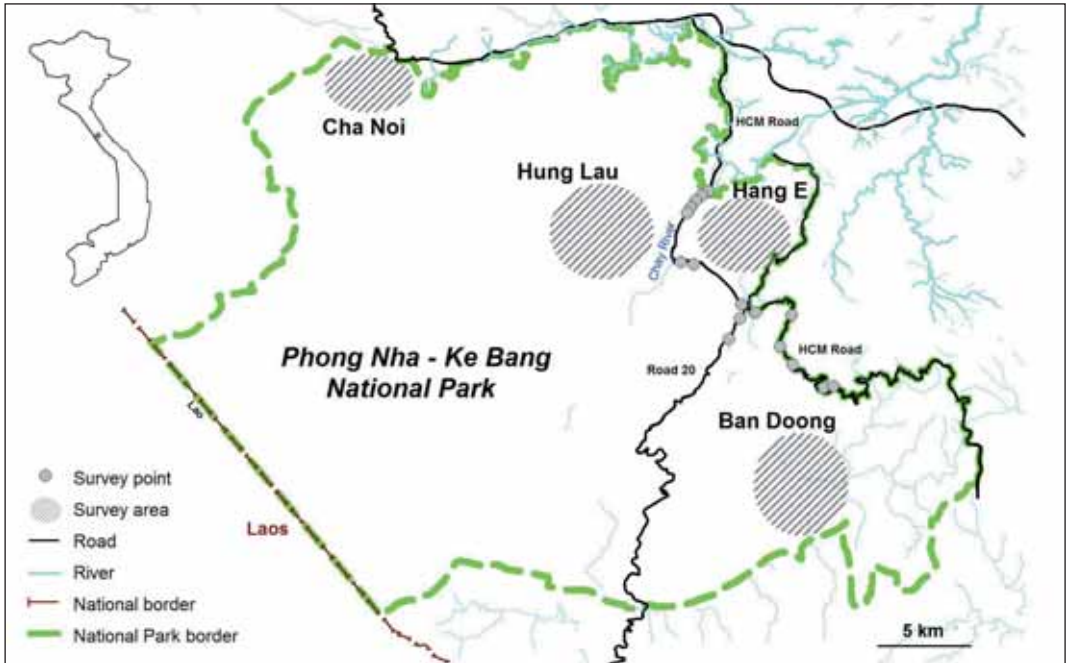 Cha Noi
HCM Road
Hung Lau
Hang E
Chay River
Phong Nha - Ke Bang
National Park
HCM Road
Road 20
Ban Doong
Lao
Laos
Survey point
Survey area
Road
River
National border
National Park border
5 km